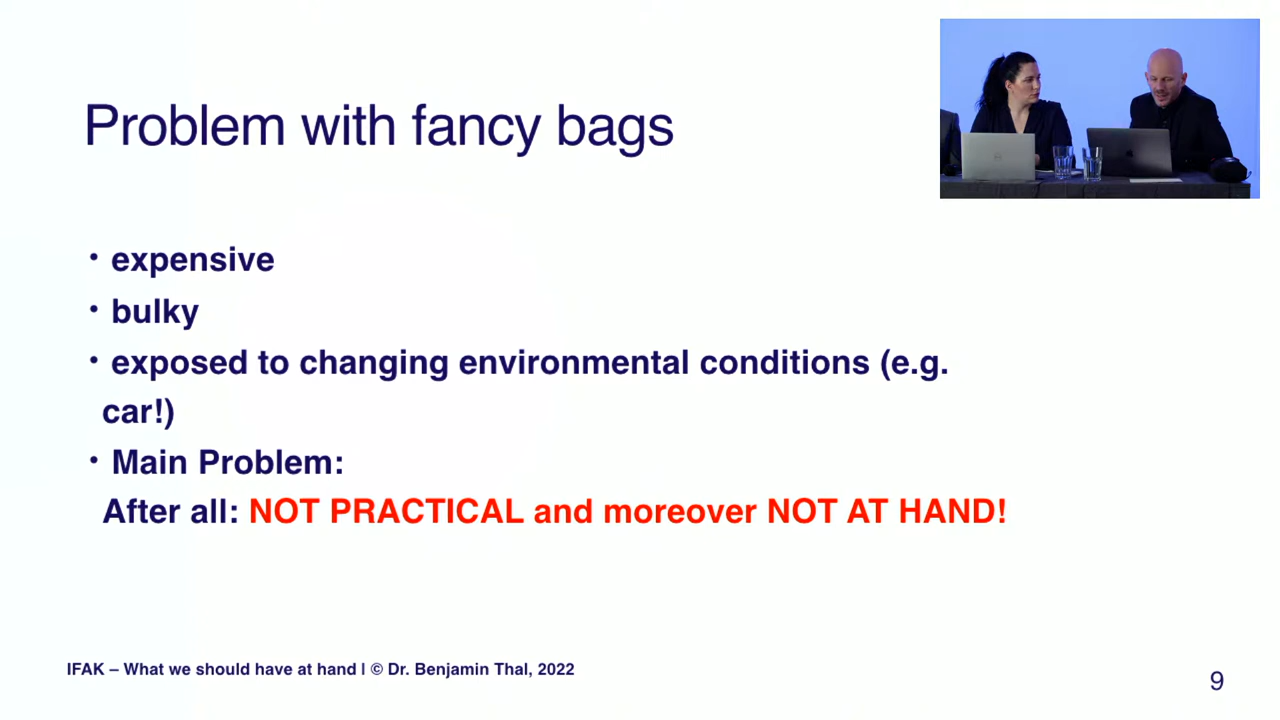 Problem with fancy bags
• expensive
• bulky
• exposed to changing environmental conditions (e.g.
car!)
• Main Problem:
After all: NOT PRACTICAL and moreover NOT AT HAND!
IFAK – What we should have at hand | © Dr. Benjamin Thal, 2022
9